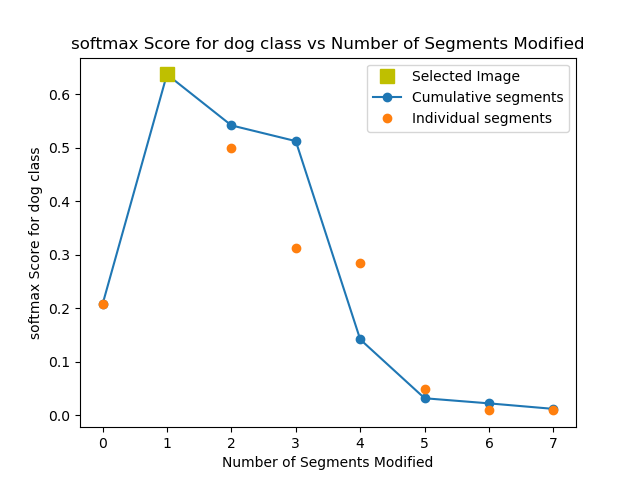 softmax Score for dog class vs Number of Segments Modified
Selected Image
Cumulative segments
Individual segments
softmax Score for dog class
0.6
0.5
0.4
0.3
0.2
0.1
0.0
0 1 2 3 4 5 6 7
Number of Segments Modified